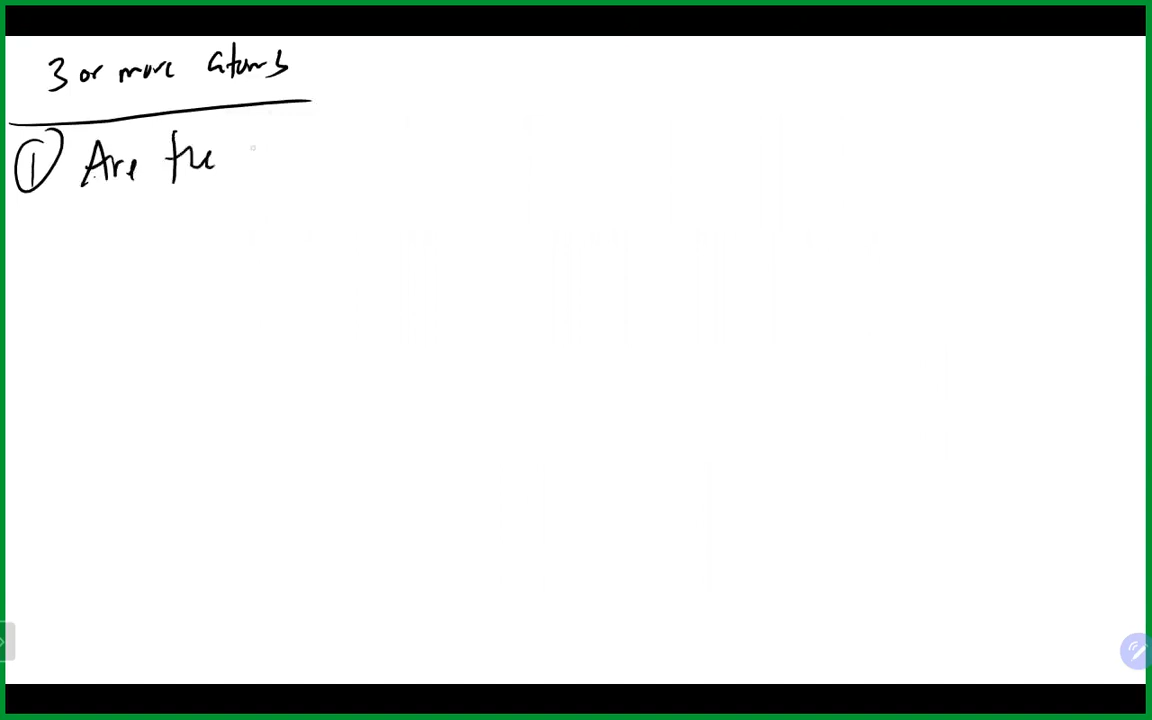 3 or more atoms
① Are the